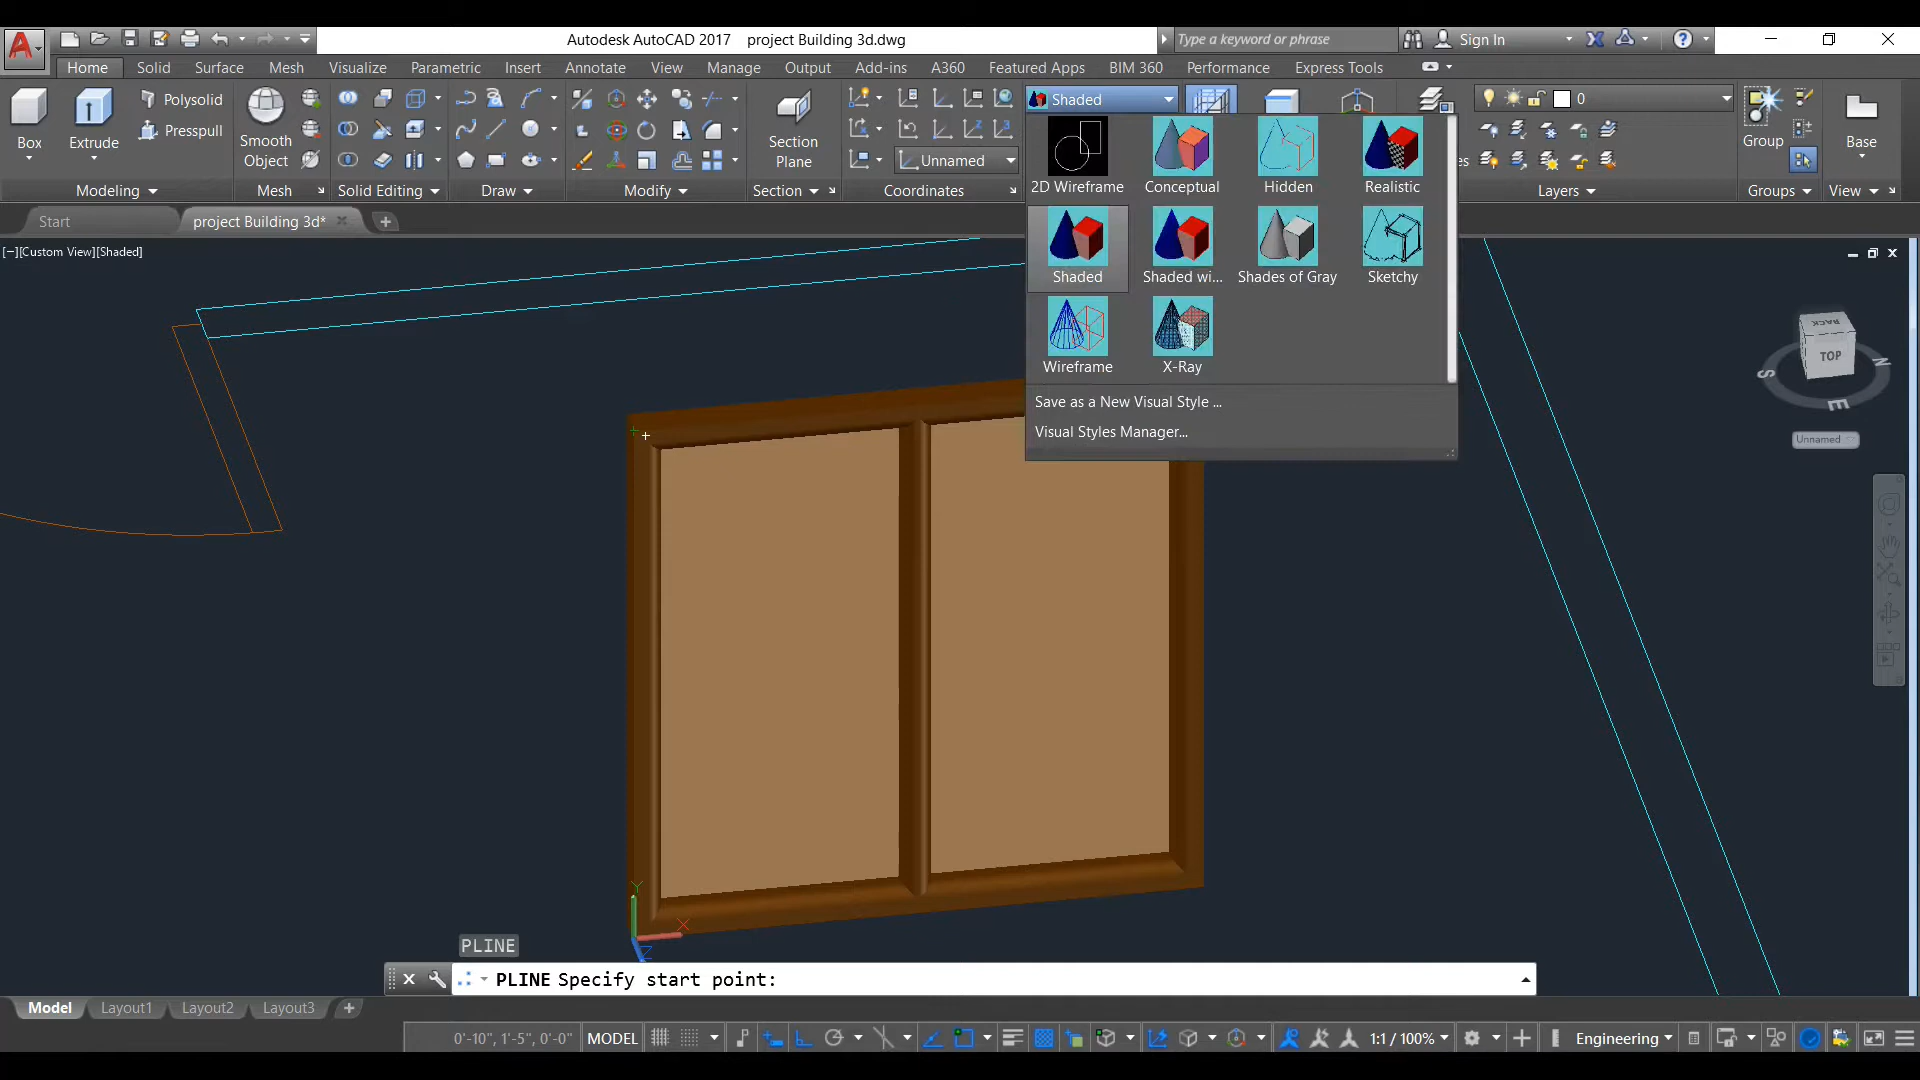 Autodesk AutoCAD 2017 project Building 3d.dwg
Type a keyword or phrase
Sign In
Home Solid Surface Mesh Visualize Parametric Insert Annotate View Manage Output Add-ins A360 Featured Apps BIM 360 Performance Express Tools
Polysolid
Presspull
Box
Extrude
Smooth
Object
Section
Plane
Unnamed
Shaded
0
Group
Base
es
Modeling Mesh Solid Editing Draw Modify Section Coordinates Layers Groups View
2D Wireframe Conceptual Hidden Realistic
Shaded Shaded wi... Shades of Gray Sketchy
Wireframe X-Ray
Save as a New Visual Style ...
Visual Styles Manager...
Start project Building 3d*
[−][Custom View][Shaded]
BACK
TOP
S N
E
Unnamed
Y
X
Z
PLINE
PLINE Specify start point:
Model Layout1 Layout2 Layout3
0'-10", 1'-5", 0'-0" MODEL 1:1 / 100% Engineering